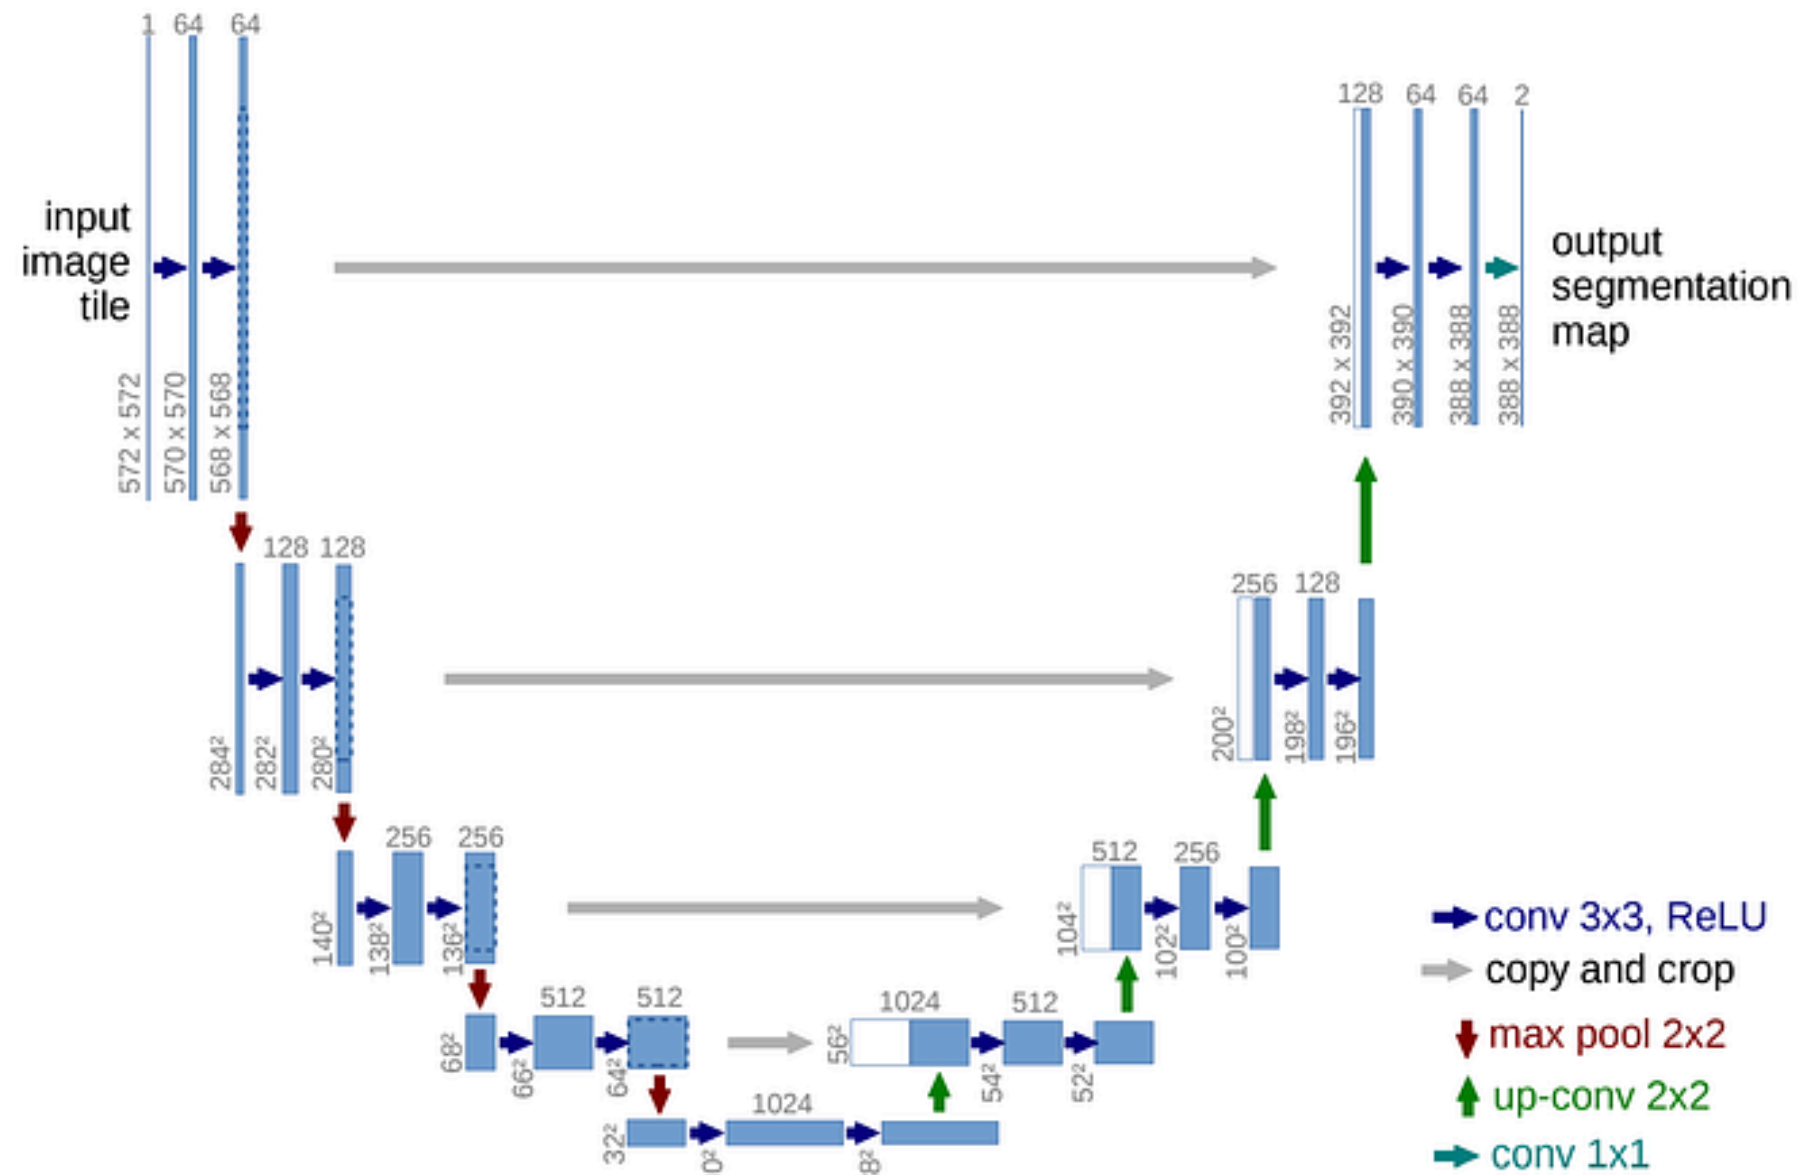 1 64 64
128 64 64 2
input
image
tile
output
segmentation
map
572 x 572
570 x 570
568 x 568
392 x 392
390 x 390
388 x 388
388 x 388
128 128
256 128
284²
282²
280²
200²
198²
196²
256 256
512 256
140²
138²
136²
104²
102²
100²
512 512
1024 512
68²
66²
64²
56²
54²
52²
1024
32²
0²
8²
conv 3x3, ReLU
copy and crop
max pool 2x2
up-conv 2x2
conv 1x1